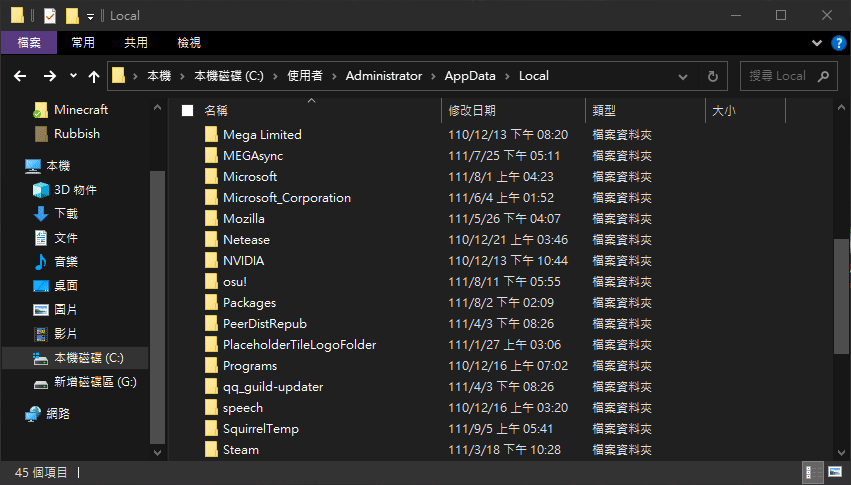 Local
檔案 常用 共用 檢視
本機 本機磁碟 (C:) 使用者 Administrator AppData Local 搜尋 Local
Minecraft
Rubbish
本機
3D 物件
下載
文件
音樂
桌面
圖片
影片
本機磁碟 (C:)
新增磁碟區 (G:)
網路
名稱 修改日期 類型 大小
Mega Limited 110/12/13 下午 08:20 檔案資料夾
MEGAsync 111/7/25 下午 05:11 檔案資料夾
Microsoft 111/8/1 上午 04:23 檔案資料夾
Microsoft_Corporation 111/6/4 上午 01:52 檔案資料夾
Mozilla 111/5/26 下午 04:07 檔案資料夾
Netease 110/12/21 上午 03:46 檔案資料夾
NVIDIA 110/12/13 下午 10:44 檔案資料夾
osu! 111/8/11 下午 05:55 檔案資料夾
Packages 111/8/2 下午 02:09 檔案資料夾
PeerDistRepub 111/4/3 下午 08:26 檔案資料夾
PlaceholderTileLogoFolder 111/1/27 上午 03:06 檔案資料夾
Programs 110/12/16 上午 07:02 檔案資料夾
qq_guild-updater 111/4/3 下午 08:26 檔案資料夾
speech 110/12/16 上午 03:20 檔案資料夾
SquirrelTemp 111/9/5 上午 05:41 檔案資料夾
Steam 111/3/18 下午 10:28 檔案資料夾
45 個項目